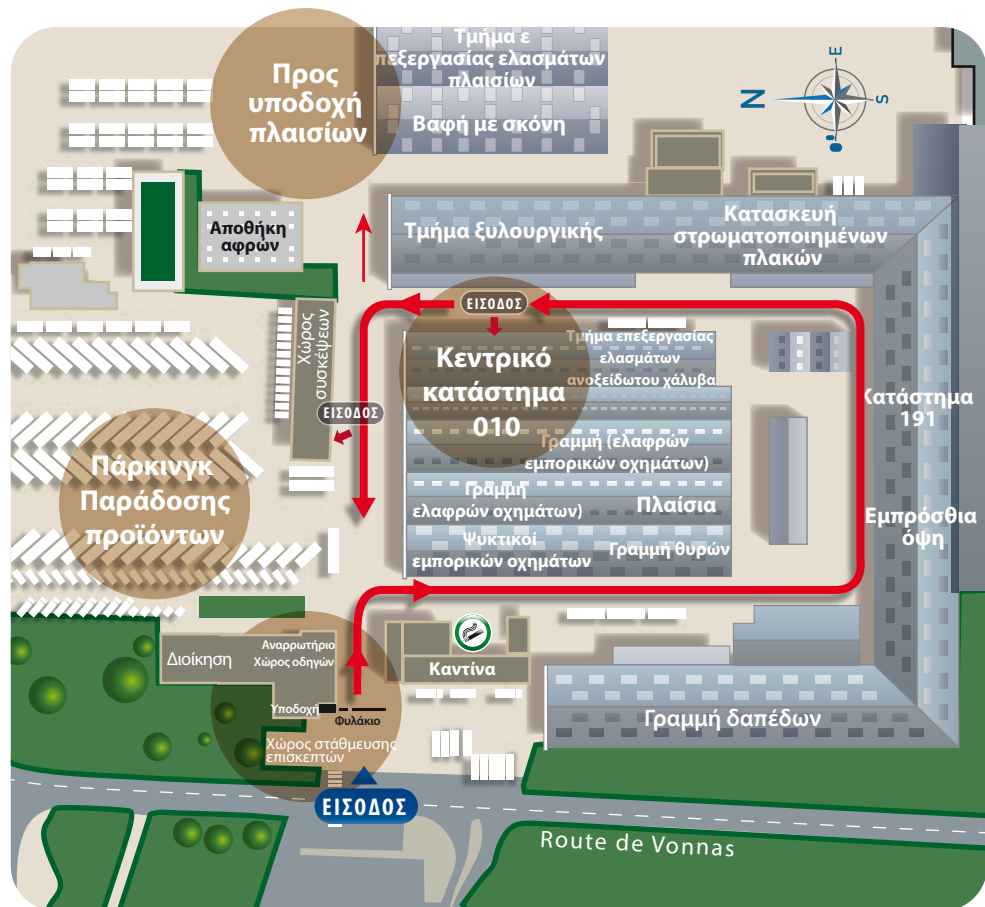 Τμήμα ε
πεξεργασίας ελασμάτων
πλαισίων
Βαφή με σκόνη
Προς
υποδοχή
πλαισίων
E
N
S
O
Αποθήκη
αφρών
Τμήμα ξυλουργικής
Κατασκευή
στρωματοποιημένων
πλακών
ΕΙΣΟΔΟΣ
Χώρος
συσκέψεων
Κεντρικό
κατάστημα
010
Τμήμα επεξεργασίας
ελασμάτων
ανοξείδωτου χάλυβα
Κατάστημα
191
ΕΙΣΟΔΟΣ
Γραμμή (ελαφρών
εμπορικών οχημάτων)
Πάρκινγκ
Παράδοσης
προϊόντων
Γραμμή
ελαφρών οχημάτων)
Πλαίσια
Εμπρόσθια
όψη
Ψυκτικοί
εμπορικών οχημάτων
Γραμμή θυρών
Διοίκηση
Αναρρωτήριο
Χώρος οδηγών
Καντίνα
Υποδοχή
Φυλάκιο
Γραμμή δαπέδων
Χώρος στάθμευσης
επισκεπτών
ΕΙΣΟΔΟΣ
Route de Vonnas